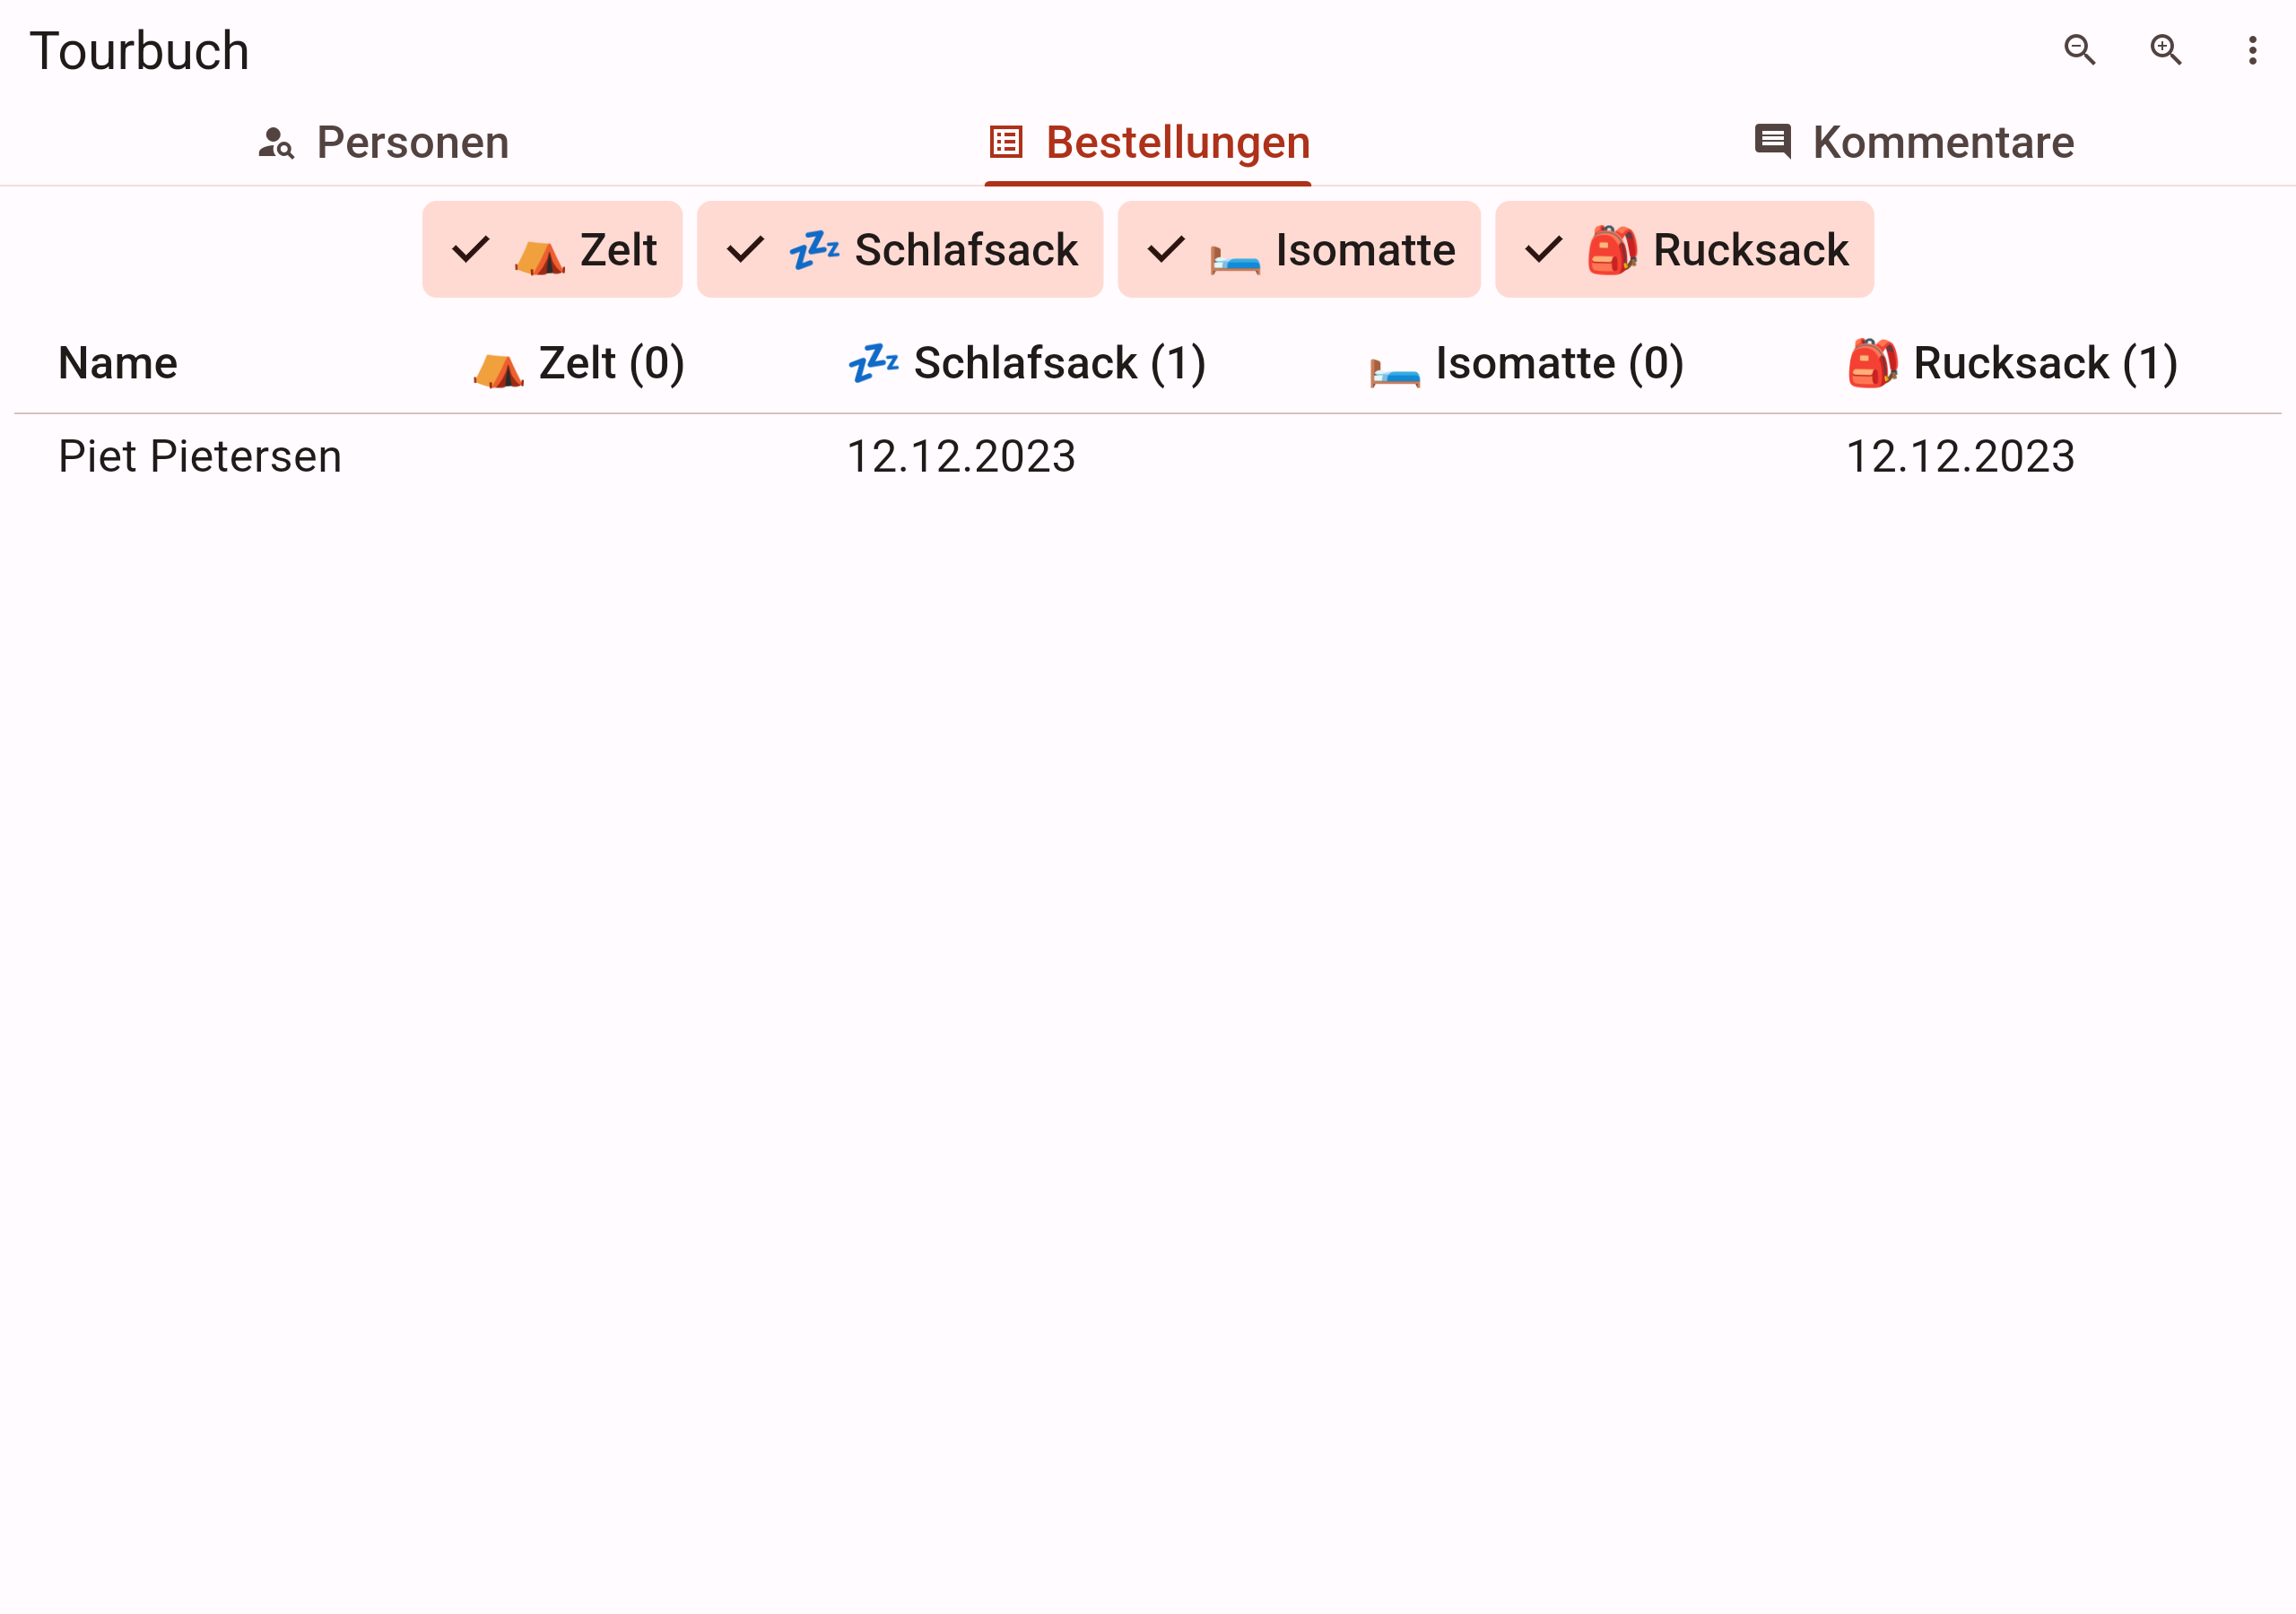 Tourbuch
Personen Bestellungen Kommentare
Zelt Schlafsack Isomatte Rucksack
Name Zelt (0) Schlafsack (1) Isomatte (0) Rucksack (1)
Piet Pietersen 12.12.2023 12.12.2023